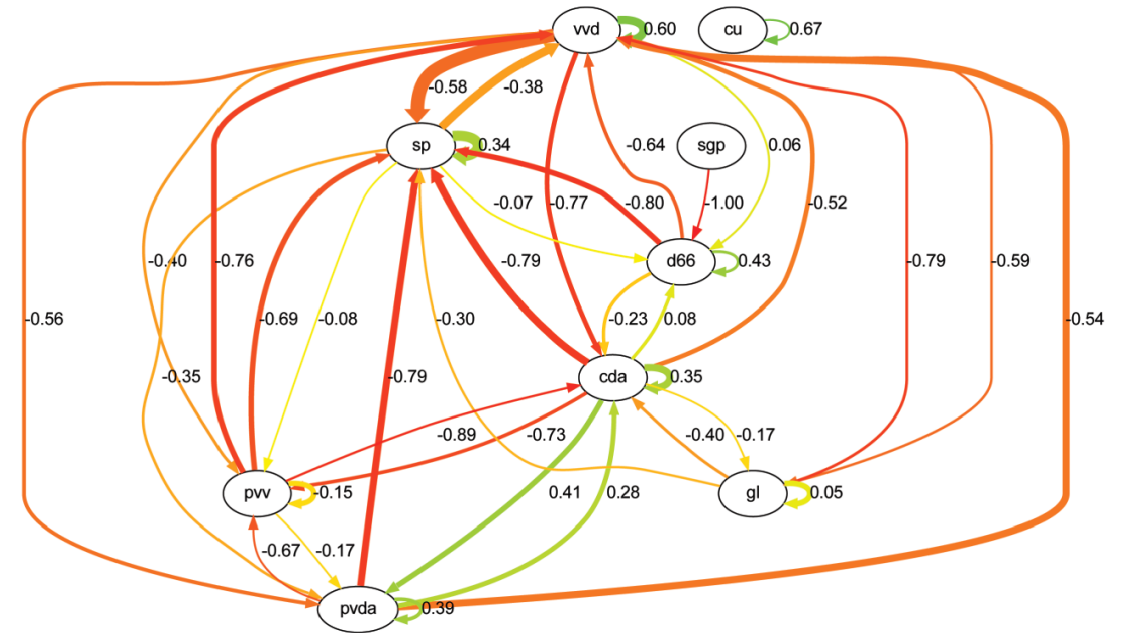 vvd 0.60 cu 0.67
-0.58 -0.38
sp 0.34 -0.64 sgp 0.06
-0.07 -0.77 -0.80 -1.00 -0.52
-0.40 -0.76 -0.79 d66 0.43 -0.79 -0.59
-0.56 -0.69 -0.08 -0.30 -0.23 0.08 -0.54
-0.35 -0.79 cda 0.35
-0.89 -0.73 -0.40 -0.17
pvv -0.15 0.41 0.28 gl 0.05
-0.67 -0.17
pvda 0.39